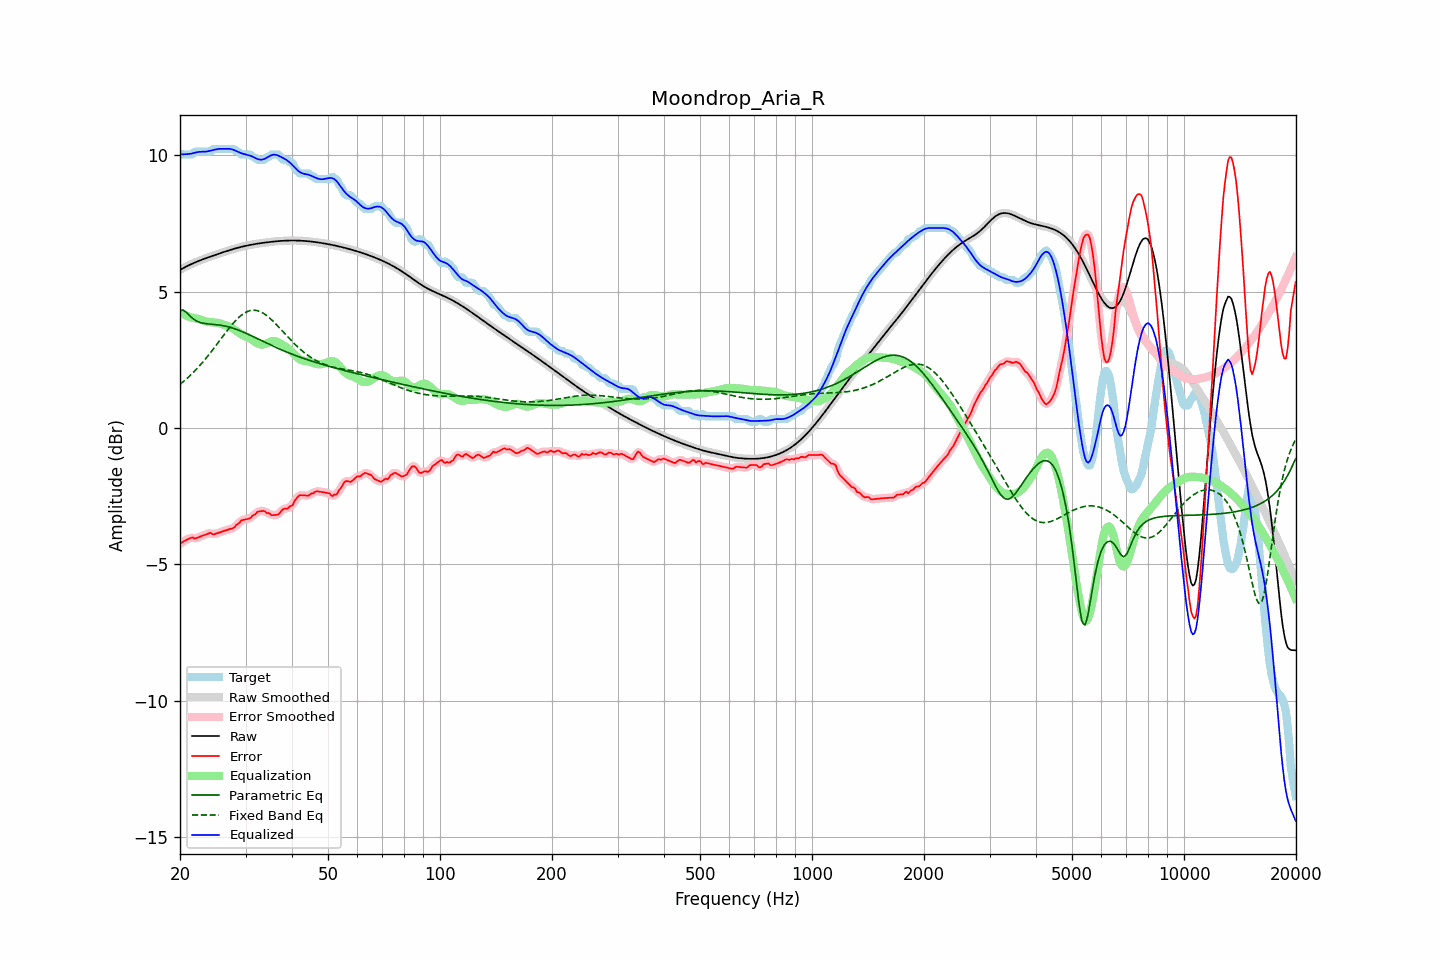 Moondrop_Aria_R
Amplitude (dBr)
10
5
0
−5
−10
−15
Target
Raw Smoothed
Error Smoothed
Raw
Error
Equalization
Parametric Eq
Fixed Band Eq
Equalized
20 50 100 200 500 1000 2000 5000 10000 20000
Frequency (Hz)